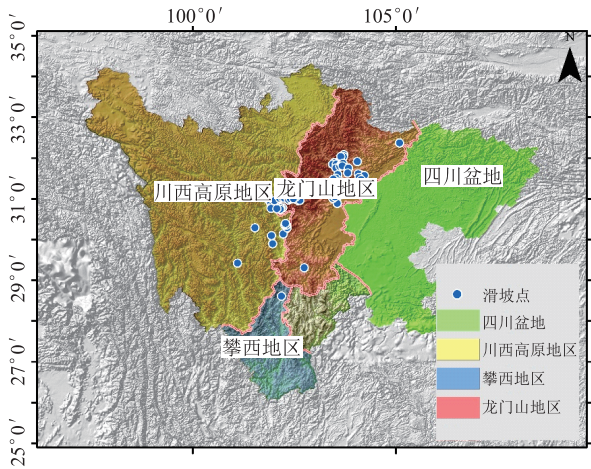 100°0′ 105°0′
N
35°0′
33°0′
31°0′
29°0′
27°0′
25°0′
川西高原地区
龙门山地区
四川盆地
攀西地区
滑坡点
四川盆地
川西高原地区
攀西地区
龙门山地区